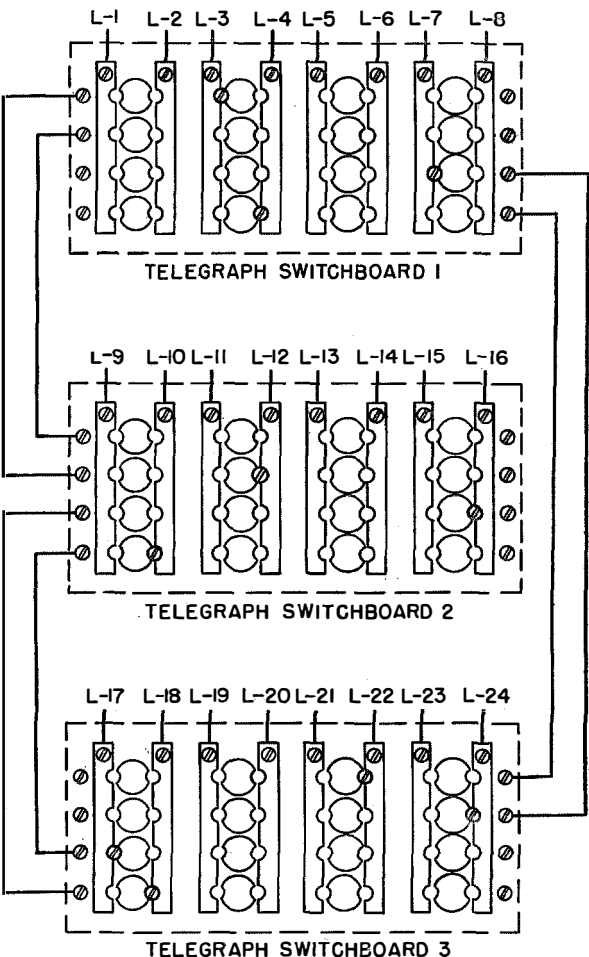 L-1 L-2 L-3 L-4 L-5 L-6 L-7 L-8
TELEGRAPH SWITCHBOARD 1
L-9 L-10 L-11 L-12 L-13 L-14 L-15 L-16
TELEGRAPH SWITCHBOARD 2
L-17 L-18 L-19 L-20 L-21 L-22 L-23 L-24
TELEGRAPH SWITCHBOARD 3